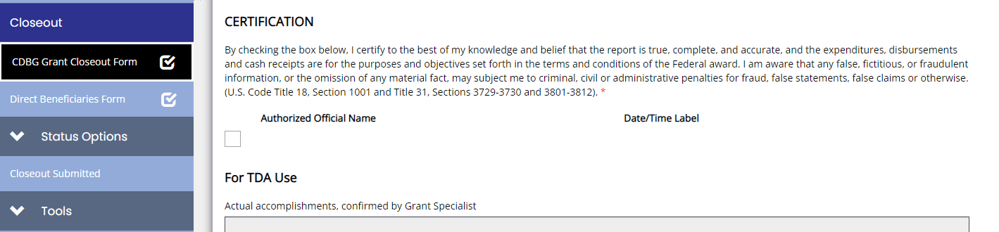 Closeout
CDBG Grant Closeout Form
Direct Beneficiaries Form
Status Options
Closeout Submitted
Tools
CERTIFICATION
By checking the box below, I certify to the best of my knowledge and belief that the report is true, complete, and accurate, and the expenditures, disbursements
and cash receipts are for the purposes and objectives set forth in the terms and conditions of the Federal award. I am aware that any false, fictitious, or fraudulent
information, or the omission of any material fact, may subject me to criminal, civil or administrative penalties for fraud, false statements, false claims or otherwise.
(U.S. Code Title 18, Section 1001 and Title 31, Sections 3729-3730 and 3801-3812). *
Authorized Official Name Date/Time Label
For TDA Use
Actual accomplishments, confirmed by Grant Specialist